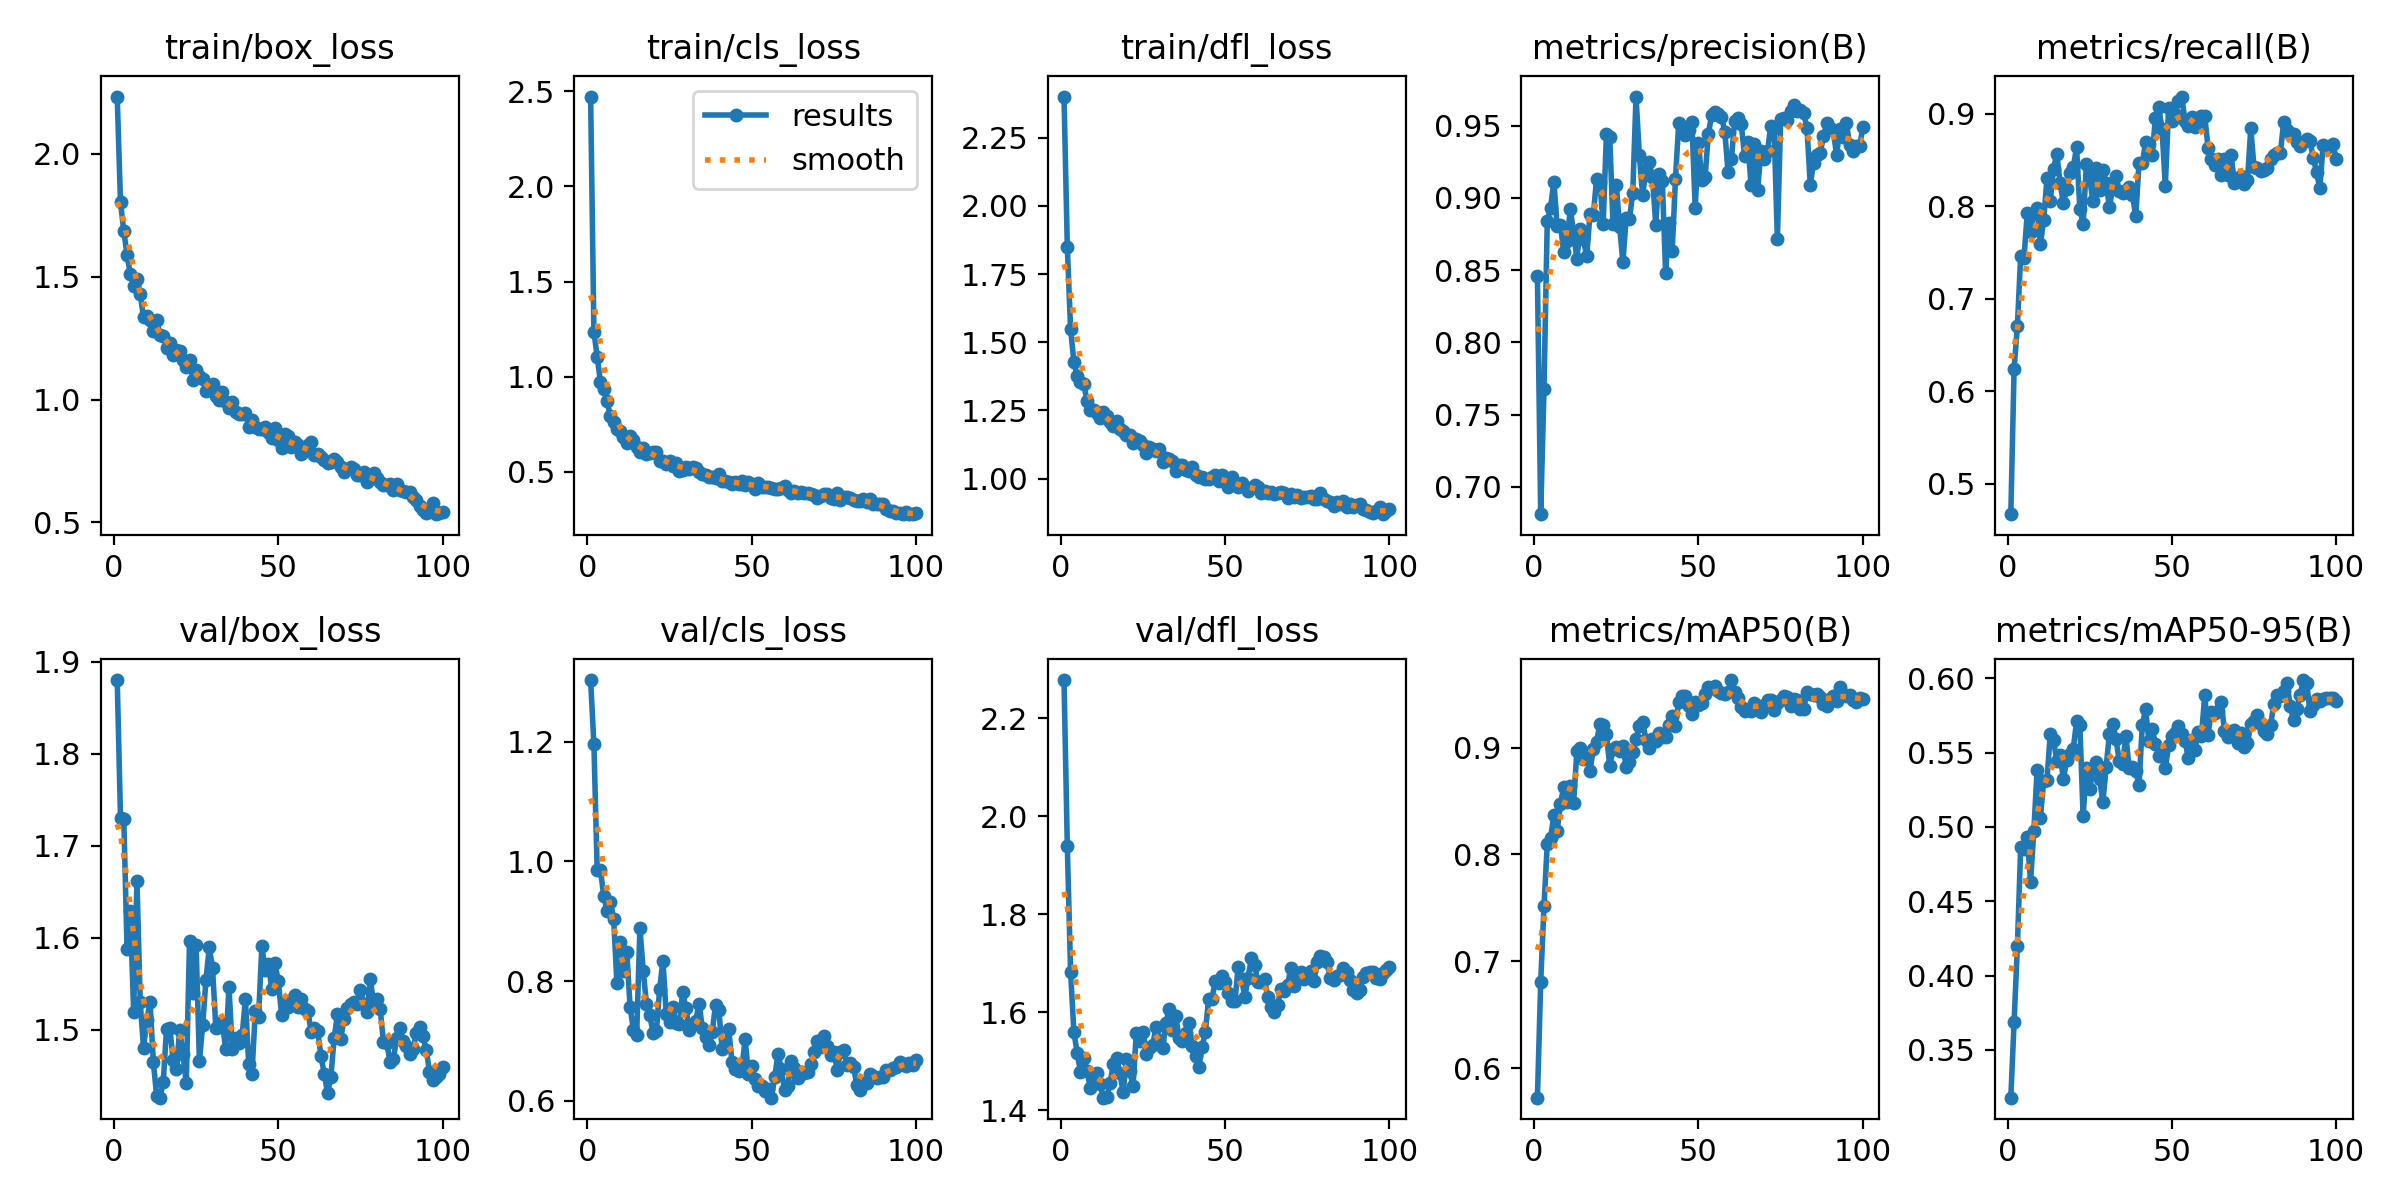 train/box_loss
2.0
1.5
1.0
0.5
0 50 100
train/cls_loss
results
smooth
2.5
2.0
1.5
1.0
0.5
0 50 100
train/dfl_loss
2.25
2.00
1.75
1.50
1.25
1.00
0 50 100
metrics/precision(B)
0.95
0.90
0.85
0.80
0.75
0.70
0 50 100
metrics/recall(B)
0.9
0.8
0.7
0.6
0.5
0 50 100
val/box_loss
1.9
1.8
1.7
1.6
1.5
0 50 100
val/cls_loss
1.2
1.0
0.8
0.6
0 50 100
val/dfl_loss
2.2
2.0
1.8
1.6
1.4
0 50 100
metrics/mAP50(B)
0.9
0.8
0.7
0.6
0 50 100
metrics/mAP50-95(B)
0.60
0.55
0.50
0.45
0.40
0.35
0 50 100